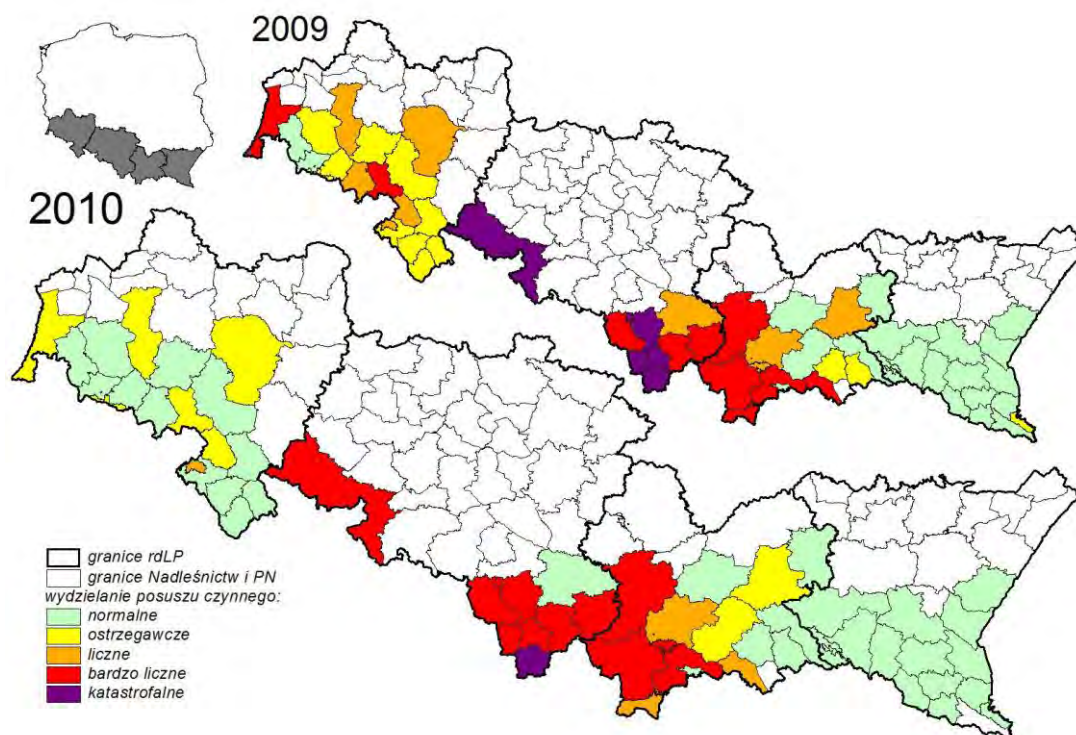 2009
2010
granice rdLP
granice Nadleśnictw i PN
wydzielanie posuszu czynnego:
normalne
ostrzegawcze
liczne
bardzo liczne
katastrofalne